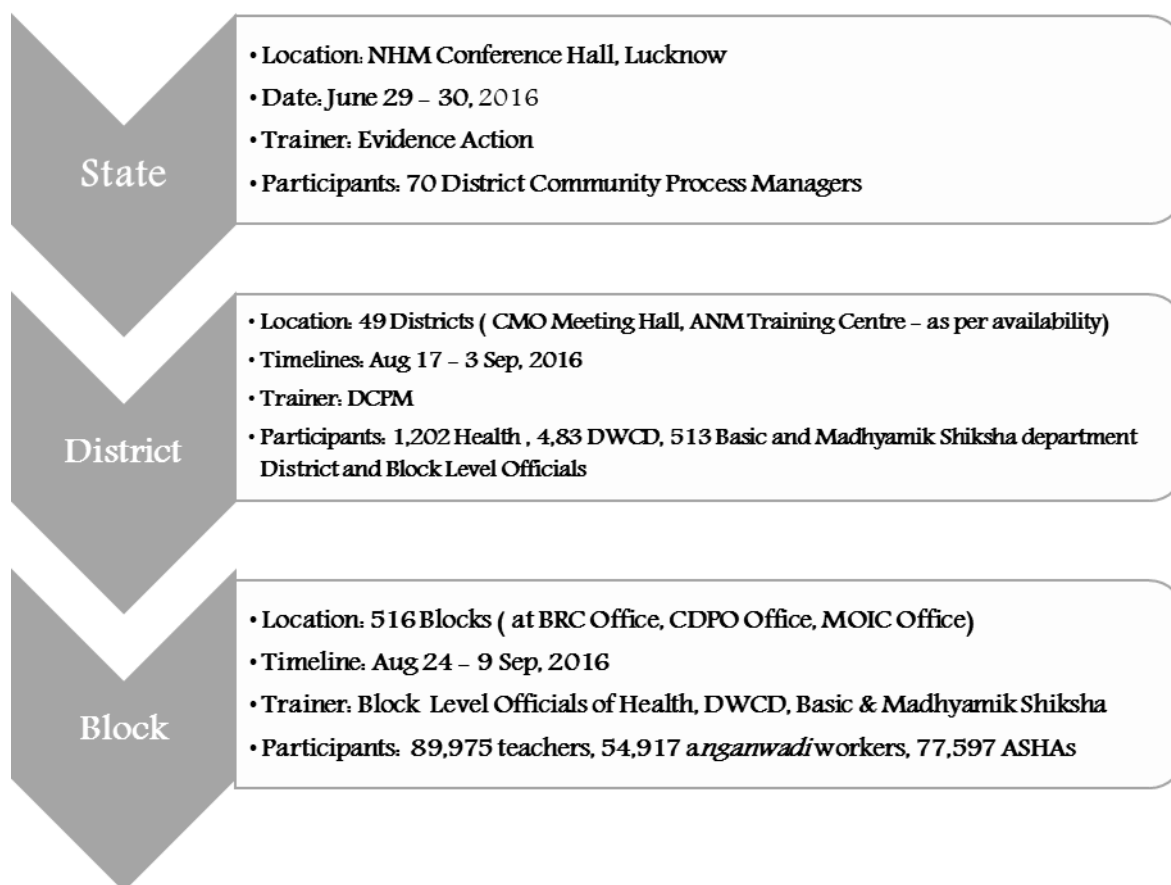 State
• Location: NHM Conference Hall, Lucknow
• Date: June 29 – 30, 2016
• Trainer: Evidence Action
• Participants: 70 District Community Process Managers
District
• Location: 49 Districts ( CMO Meeting Hall, ANM Training Centre – as per availability)
• Timelines: Aug 17 – 3 Sep, 2016
• Trainer: DCPM
• Participants: 1,202 Health , 4,83 DWCD, 513 Basic and Madhyamik Shiksha department
District and Block Level Officials
Block
• Location: 516 Blocks ( at BRC Office, CDPO Office, MOIC Office)
• Timeline: Aug 24 – 9 Sep, 2016
• Trainer: Block Level Officials of Health, DWCD, Basic & Madhyamik Shiksha
• Participants: 89,975 teachers, 54,917 anganwadi workers, 77,597 ASHAs